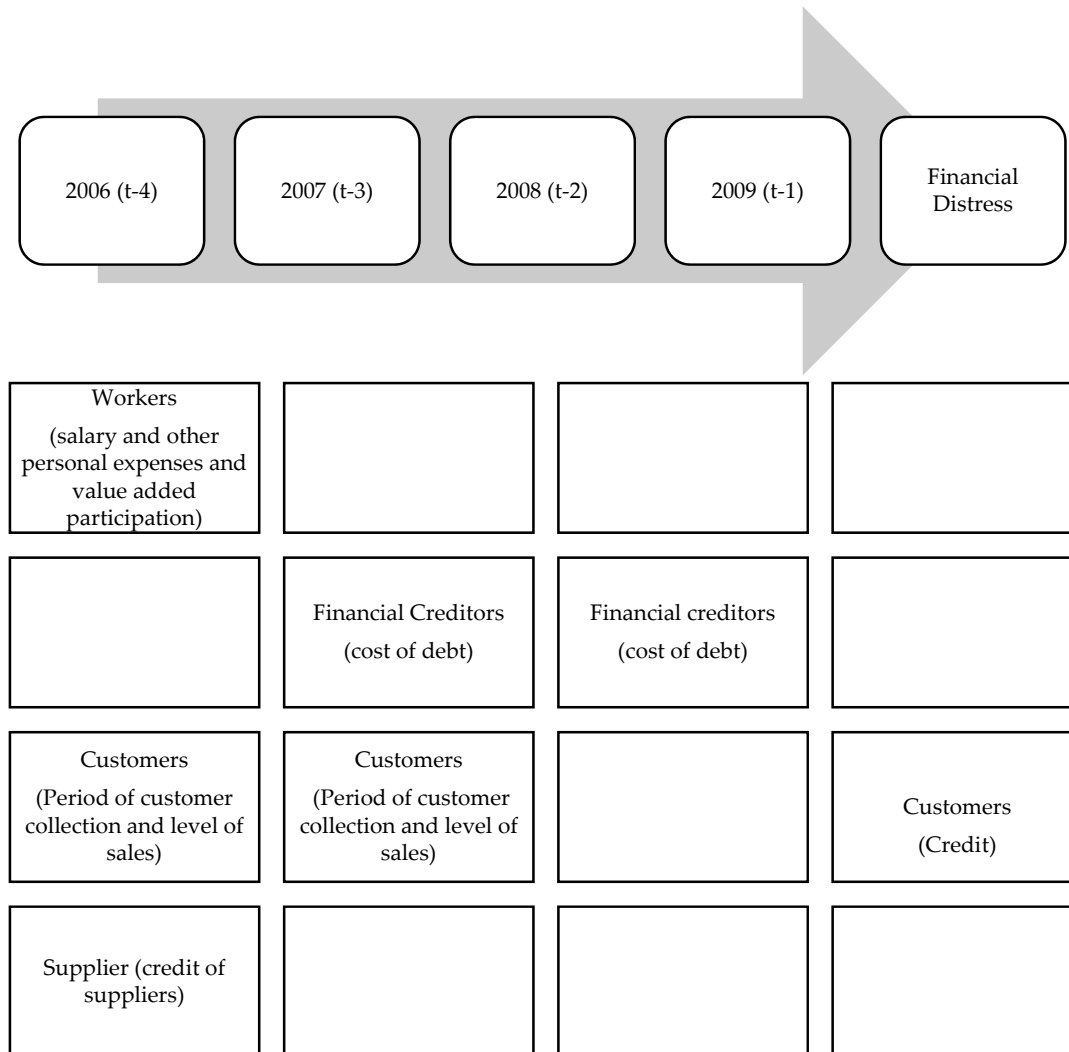 2006 (t-4)
2007 (t-3)
2008 (t-2)
2009 (t-1)
Financial
Distress
Workers
(salary and other
personal expenses and
value added
participation)
Financial Creditors
(cost of debt)
Financial creditors
(cost of debt)
Customers
(Period of customer
collection and level of
sales)
Customers
(Period of customer
collection and level of
sales)
Customers
(Credit)
Supplier (credit of
suppliers)